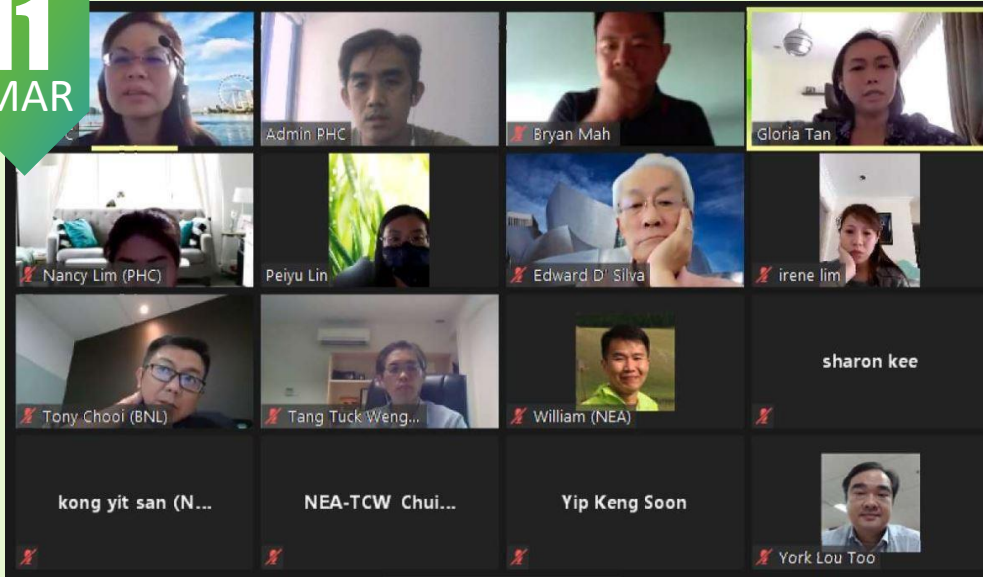 11
MAR
Admin PHC
Bryan Mah
Gloria Tan
Nancy Lim (PHC)
Peiyu Lin
Edward D' Silva
irene lim
Tony Chooi (BNL)
Tang Tuck Weng...
William (NEA)
sharon kee
kong yit san (N...
NEA-TCW Chui...
Yip Keng Soon
York Lou Too